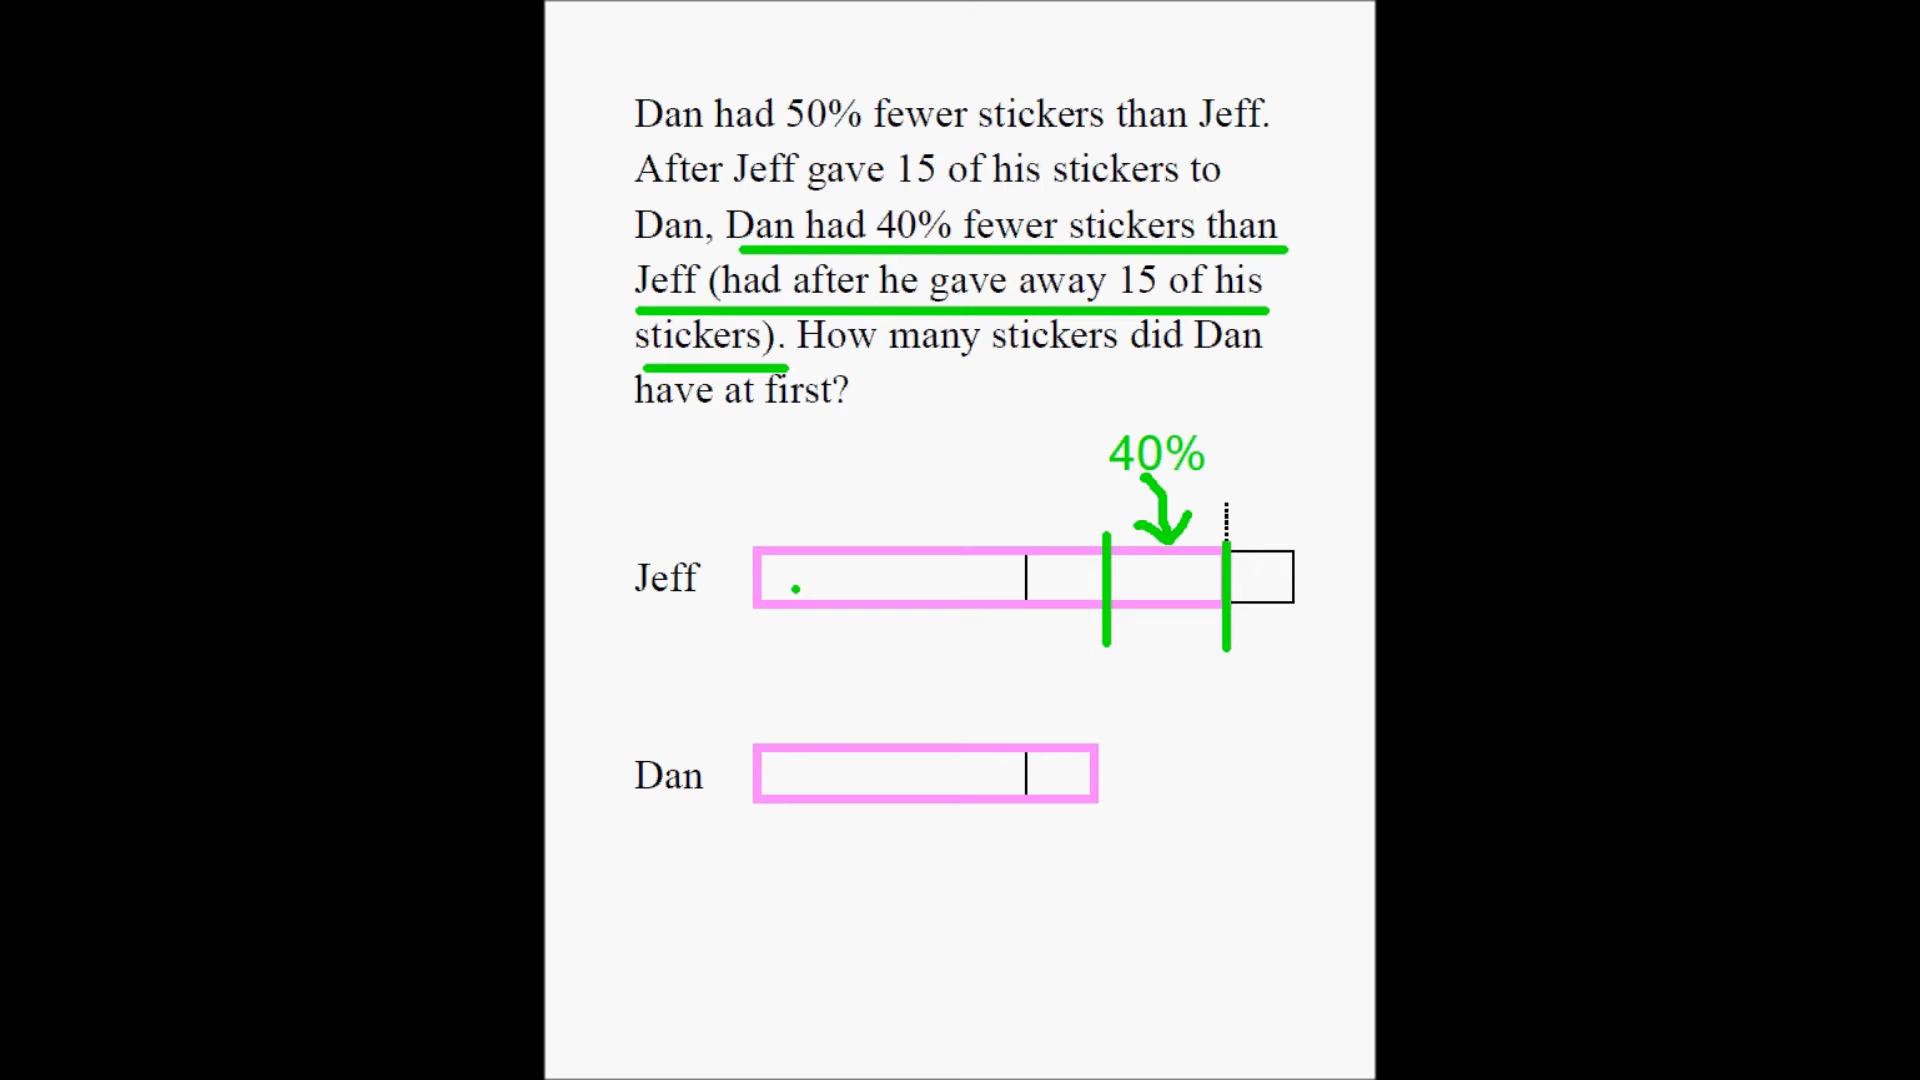 Dan had 50% fewer stickers than Jeff.
After Jeff gave 15 of his stickers to
Dan, Dan had 40% fewer stickers than
Jeff (had after he gave away 15 of his
stickers). How many stickers did Dan
have at first?
40%
Jeff
Dan